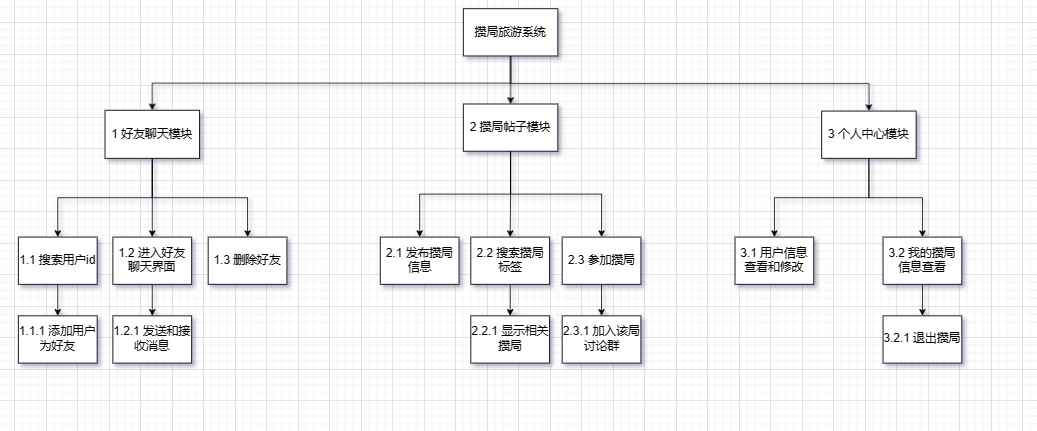 攒局旅游系统
1 好友聊天模块
2 攒局帖子模块
3 个人中心模块
1.1 搜索用户id
1.2 进入好友
聊天界面
1.3 删除好友
2.1 发布攒局
信息
2.2 搜索攒局
标签
2.3 参加攒局
3.1 用户信息
查看和修改
3.2 我的攒局
信息查看
1.1.1 添加用户
为好友
1.2.1 发送和接
收消息
2.2.1 显示相关
攒局
2.3.1 加入该局
讨论群
3.2.1 退出攒局